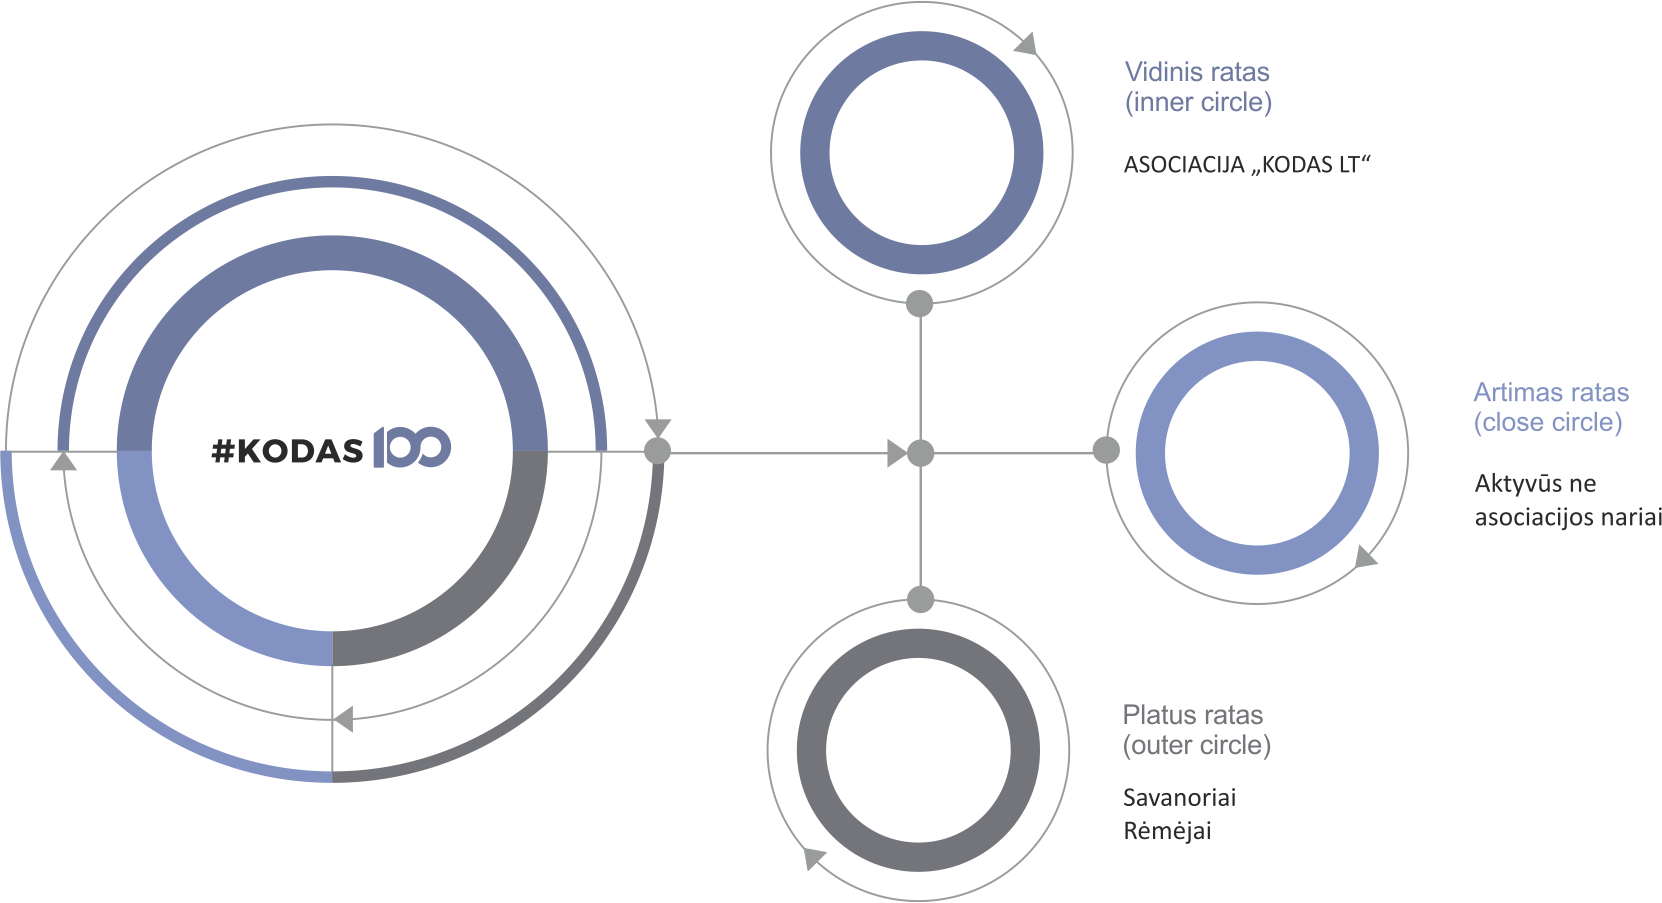 #KODAS 100
Vidinis ratas
(inner circle)
ASOCIACIJA „KODAS LT“
Artimas ratas
(close circle)
Aktyvūs ne
asociacijos nariai
Platus ratas
(outer circle)
Savanoriai
Rėmėjai